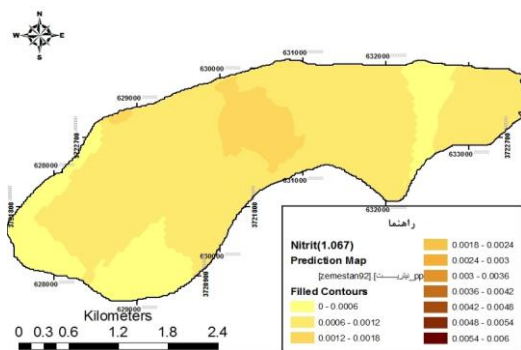 N
W E
S
631000
632000
630000
629000
3722700
628000
633000
3722700
3721800
631000
632000
3721800
630000
3720900
628000
629000
Kilometers
0 0.3 0.6 1.2 1.8 2.4
راهنما
Nitrit(1.067)
Prediction Map
[zemestan92].[نیتریت_pp
Filled Contours
0 - 0.0006
0.0006 - 0.0012
0.0012 - 0.0018
0.0018 - 0.0024
0.0024 - 0.003
0.003 - 0.0036
0.0036 - 0.0042
0.0042 - 0.0048
0.0048 - 0.0054
0.0054 - 0.006